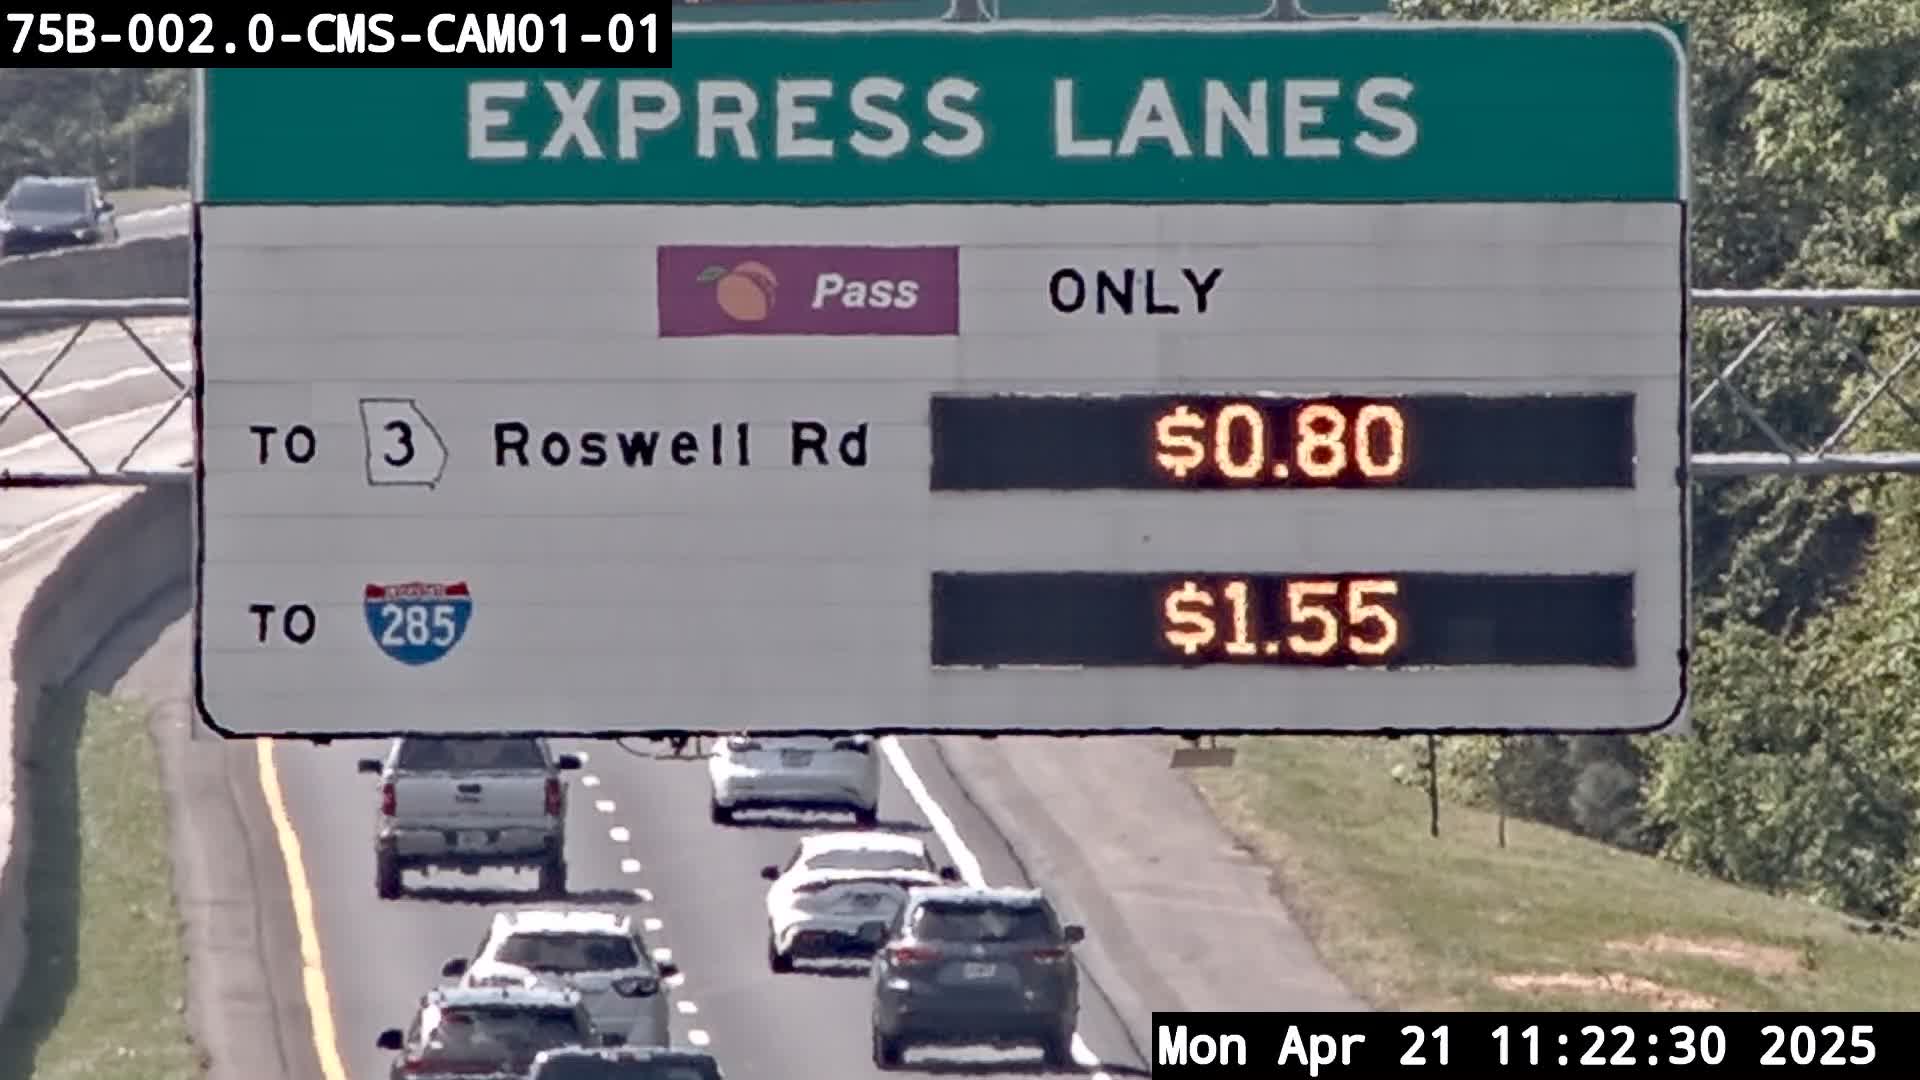 75B-002.0-CMS-CAM01-01
EXPRESS LANES
Pass ONLY
TO 3 Roswell Rd $0.80
TO INTERSTATE 285 $1.55
Mon Apr 21 11:22:30 2025